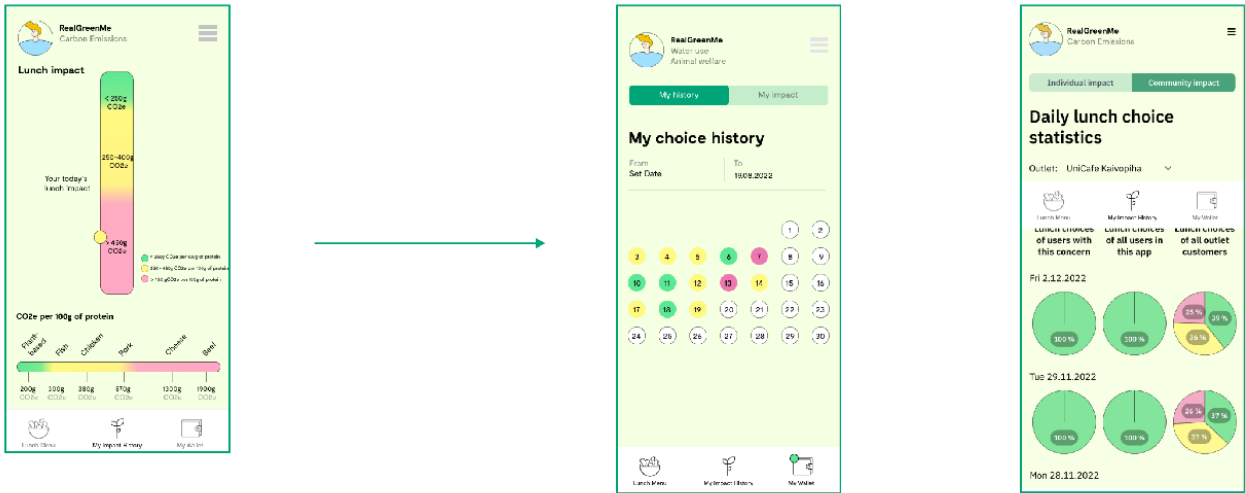 RealGreenMe
Carbon Emissions
Lunch impact
< 250g
CO2e
250-400g
CO2e
Your today's
lunch impact
> 450g
CO2e
CO2e per 100g of protein
Plant-
based
Fish
Chicken
Pork
Cheese
Beef
200g
300g
380g
670g
1300g
1900g
CO2e
CO2e
CO2e
CO2e
CO2e
CO2e
Lunch Menu
My Impact History
My Wallet
RealGreenMe
Water use
Animal welfare
My history
My impact
My choice history
From
To
Set Date
19.08.2022
1 2
3 4 5 6 7 8 9
10 11 12 13 14 15 16
17 18 19 20 21 22 23
24 25 26 27 28 29 30
Lunch Menu
My Impact History
My Wallet
RealGreenMe
Carbon Emissions
Individual impact
Community impact
Daily lunch choice
statistics
Outlet: UniCafe Kaivopiha
Lunch Menu
My Impact History
My Wallet
Lunch choices
of users with
this concern
Lunch choices
of all users in
this app
Lunch choices
of all outlet
customers
Fri 2.12.2022
100 %
100 %
25 %
39 %
36 %
Tue 29.11.2022
100 %
100 %
26 %
37 %
37 %
Mon 28.11.2022